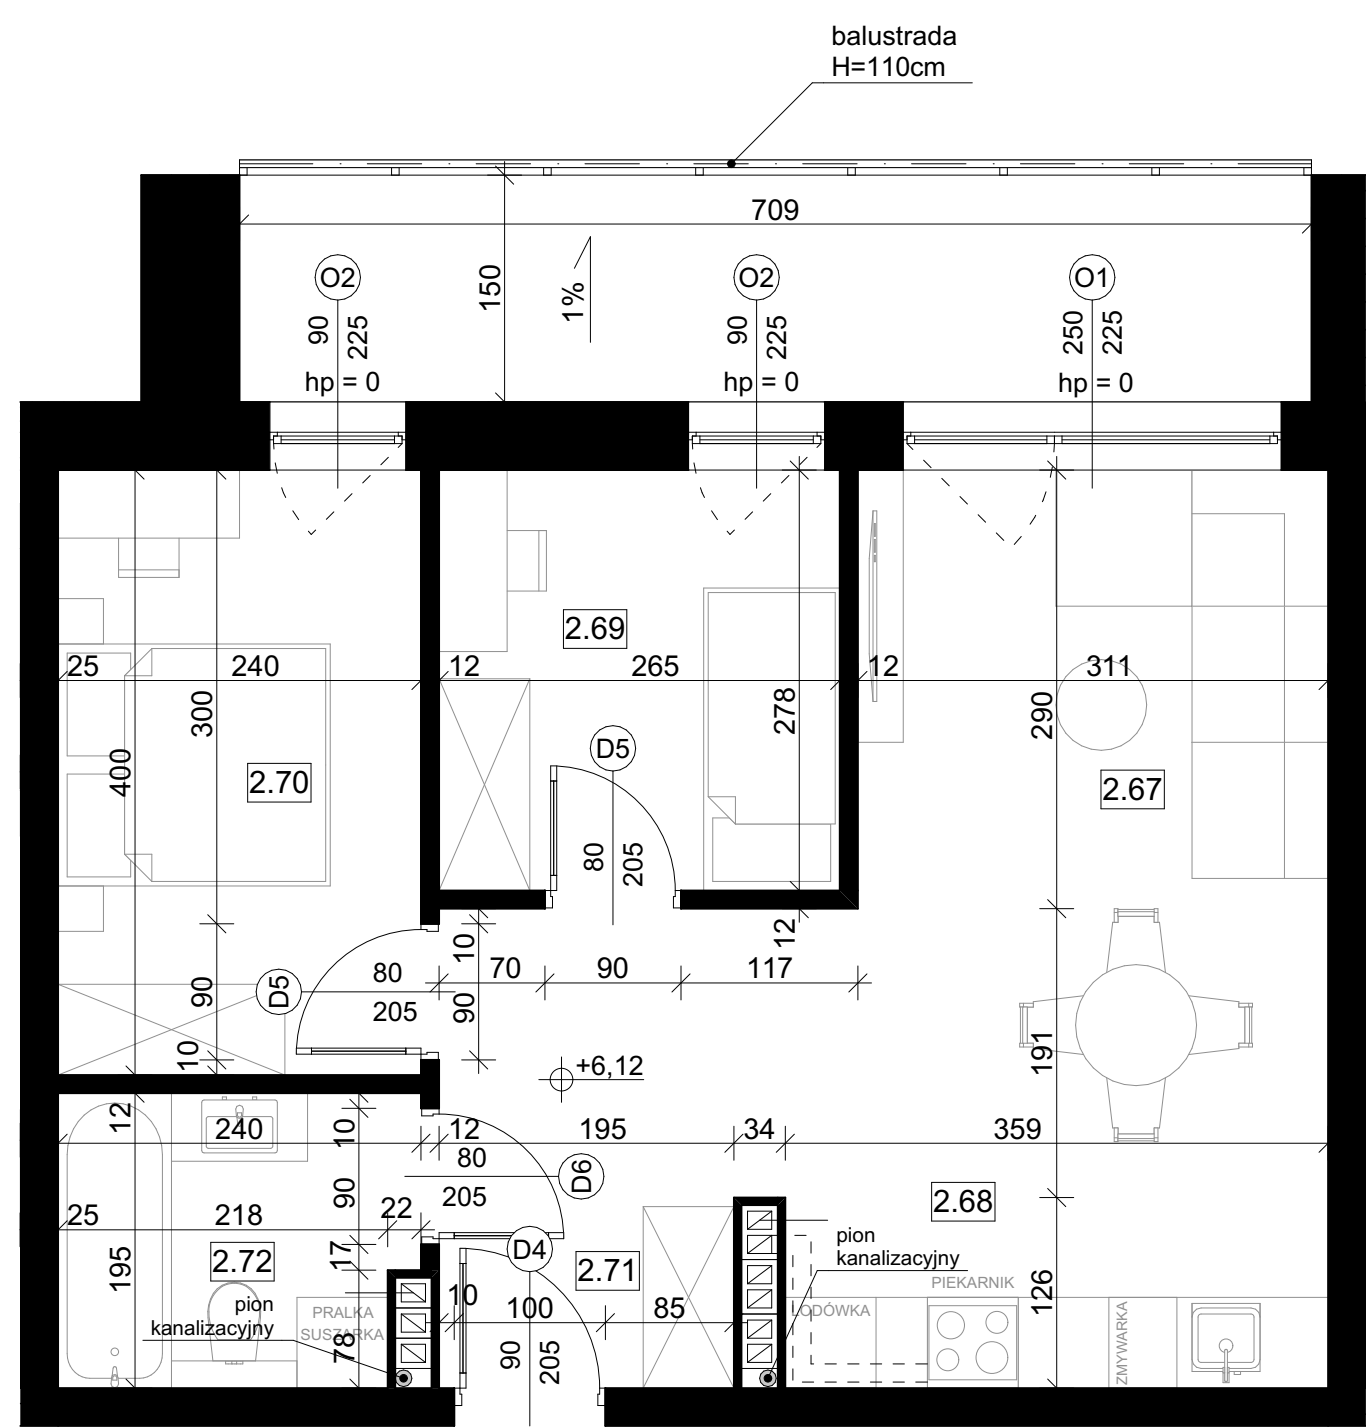 balustrada
H=110cm
709
150
1%
O2
90
225
hp = 0
O2
90
225
hp = 0
O1
250
225
hp = 0
2.69
25
240
12
265
12
311
300
400
278
290
D5
2.70
2.67
80
205
12
10
70
90
117
80
D5
205
90
90
10
191
+6,12
12
240
10
12
195
34
359
80
D6
205
90
25
218
22
2.68
pion
kanalizacyjny
D4
2.71
2.72
17
195
PIEKARNIK
126
10
100
85
pion
kanalizacyjny
PRALKA
SUSZARKA
LODÓWKA
ZMYWARKA
78
90
205